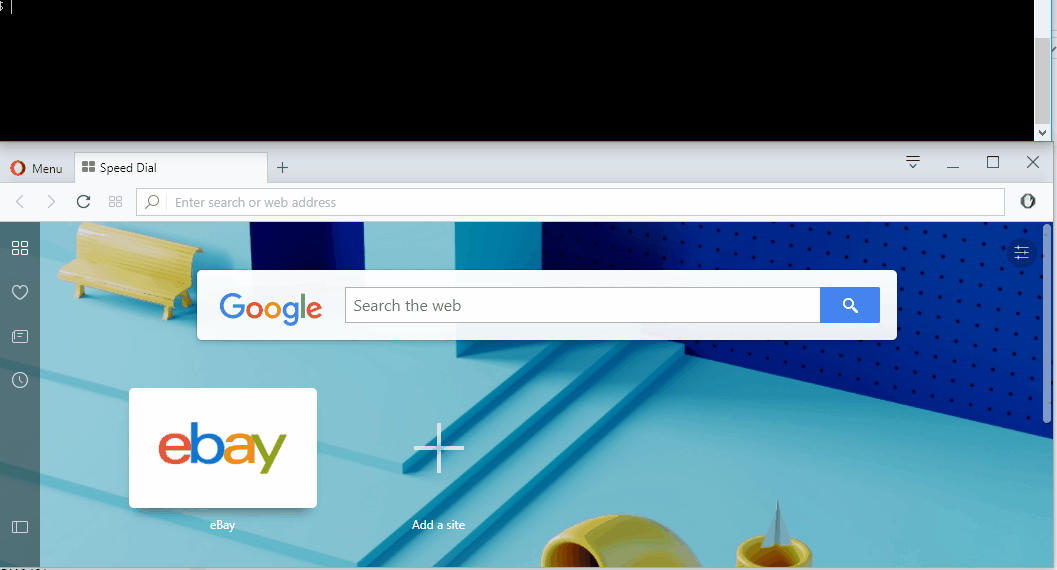 $
Menu
Speed Dial
Enter search or web address
Google
Search the web
ebay
eBay
Add a site